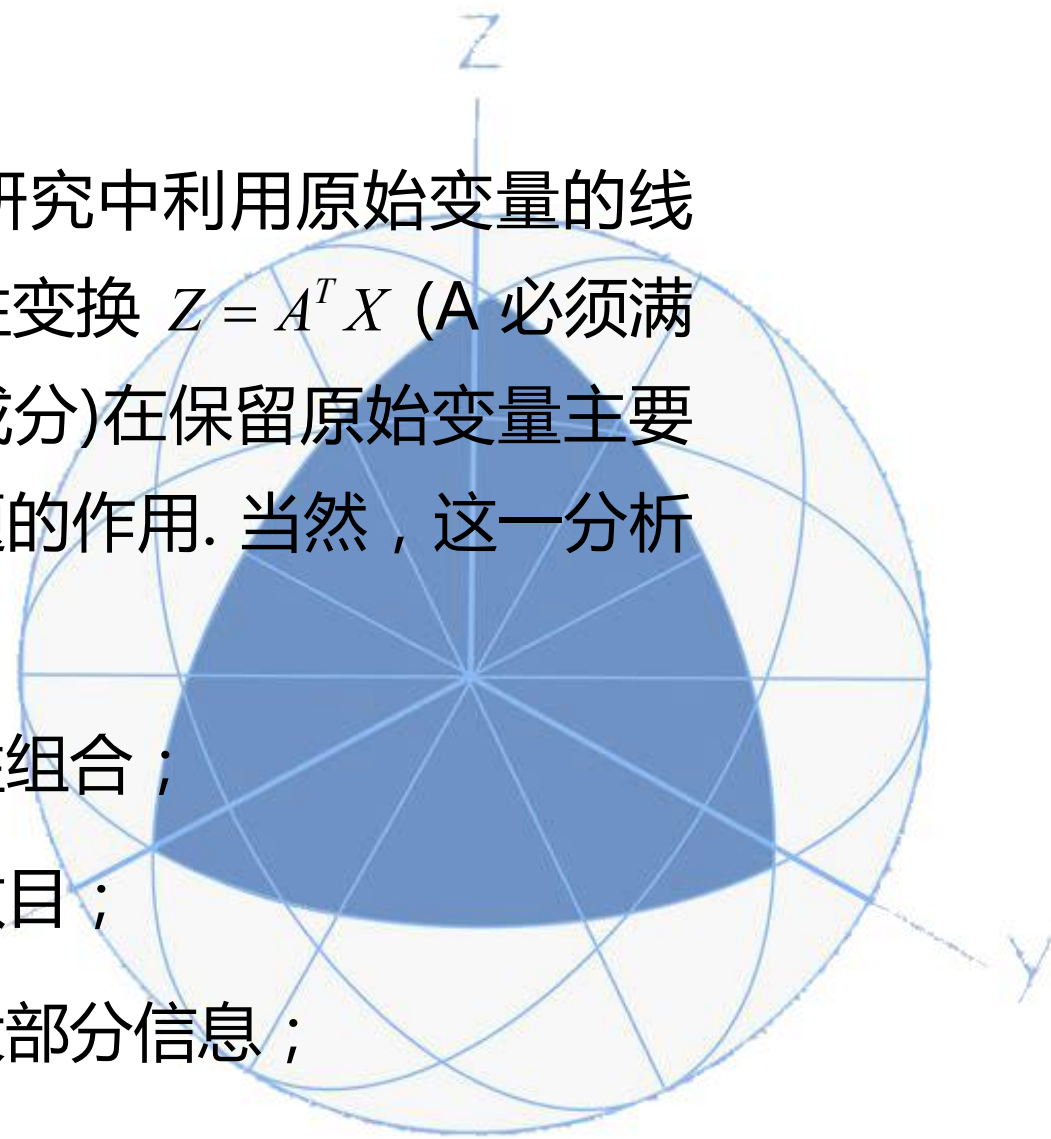 Z
研究中利用原始变量的线
变换 Z = A^T X (A 必须满
成分)在保留原始变量主要
的作用. 当然，这一分析
组合；
数目；
Y
大部分信息；